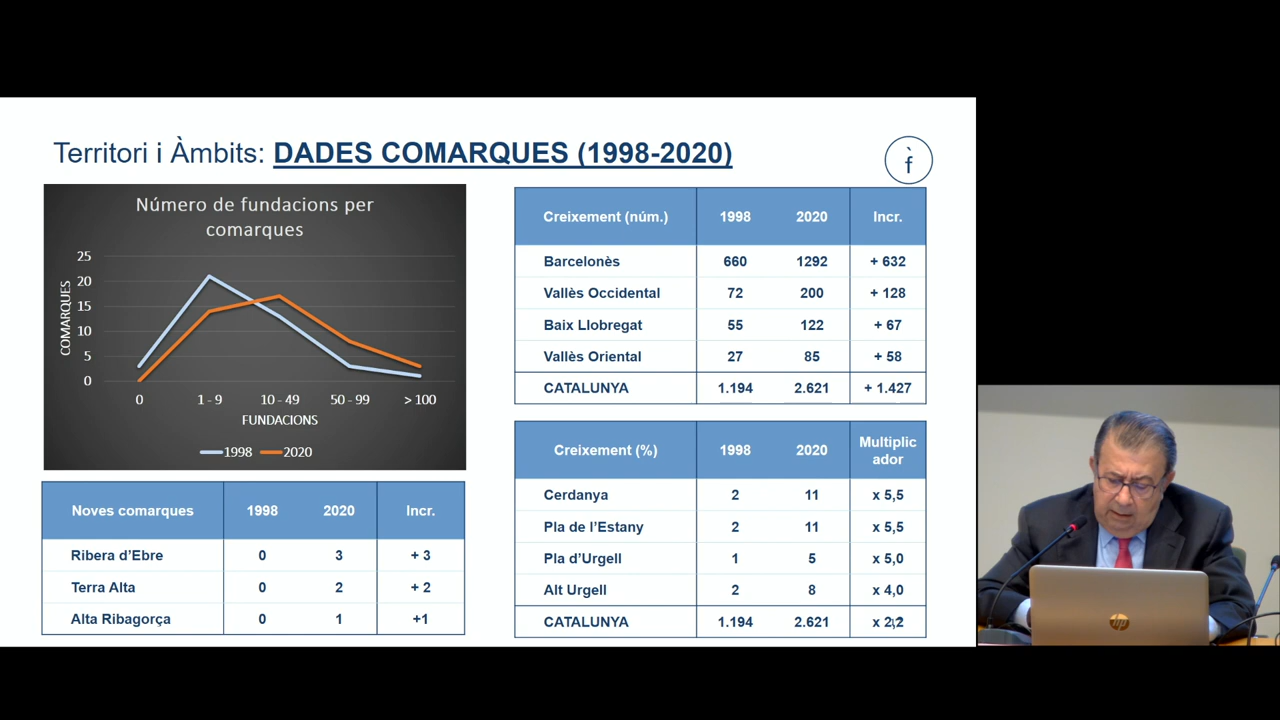 Territori i Àmbits: DADES COMARQUES (1998-2020)
f̀
Número de fundacions per
comarques
COMARQUES
25
20
15
10
5
0
0 1 - 9 10 - 49 50 - 99 > 100
FUNDACIONS
1998 2020
Noves comarques 1998 2020 Incr.
Ribera d’Ebre 0 3 + 3
Terra Alta 0 2 + 2
Alta Ribagorça 0 1 +1
Creixement (núm.) 1998 2020 Incr.
Barcelonès 660 1292 + 632
Vallès Occidental 72 200 + 128
Baix Llobregat 55 122 + 67
Vallès Oriental 27 85 + 58
CATALUNYA 1.194 2.621 + 1.427
Creixement (%) 1998 2020 Multiplic
ador
Cerdanya 2 11 x 5,5
Pla de l’Estany 2 11 x 5,5
Pla d’Urgell 1 5 x 5,0
Alt Urgell 2 8 x 4,0
CATALUNYA 1.194 2.621 x 2,2
hp